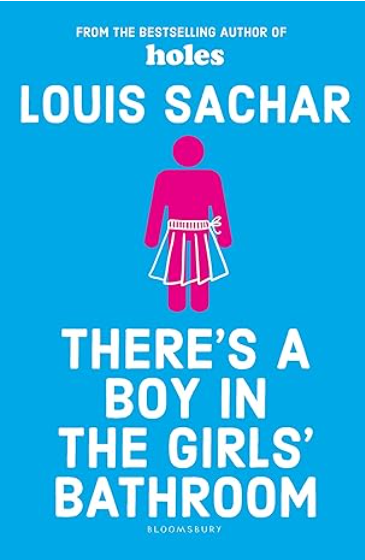 FROM THE BESTSELLING AUTHOR OF
holes
LOUIS SACHAR
THERE'S A
BOY IN
THE GIRLS'
BATHROOM
BLOOMSBURY